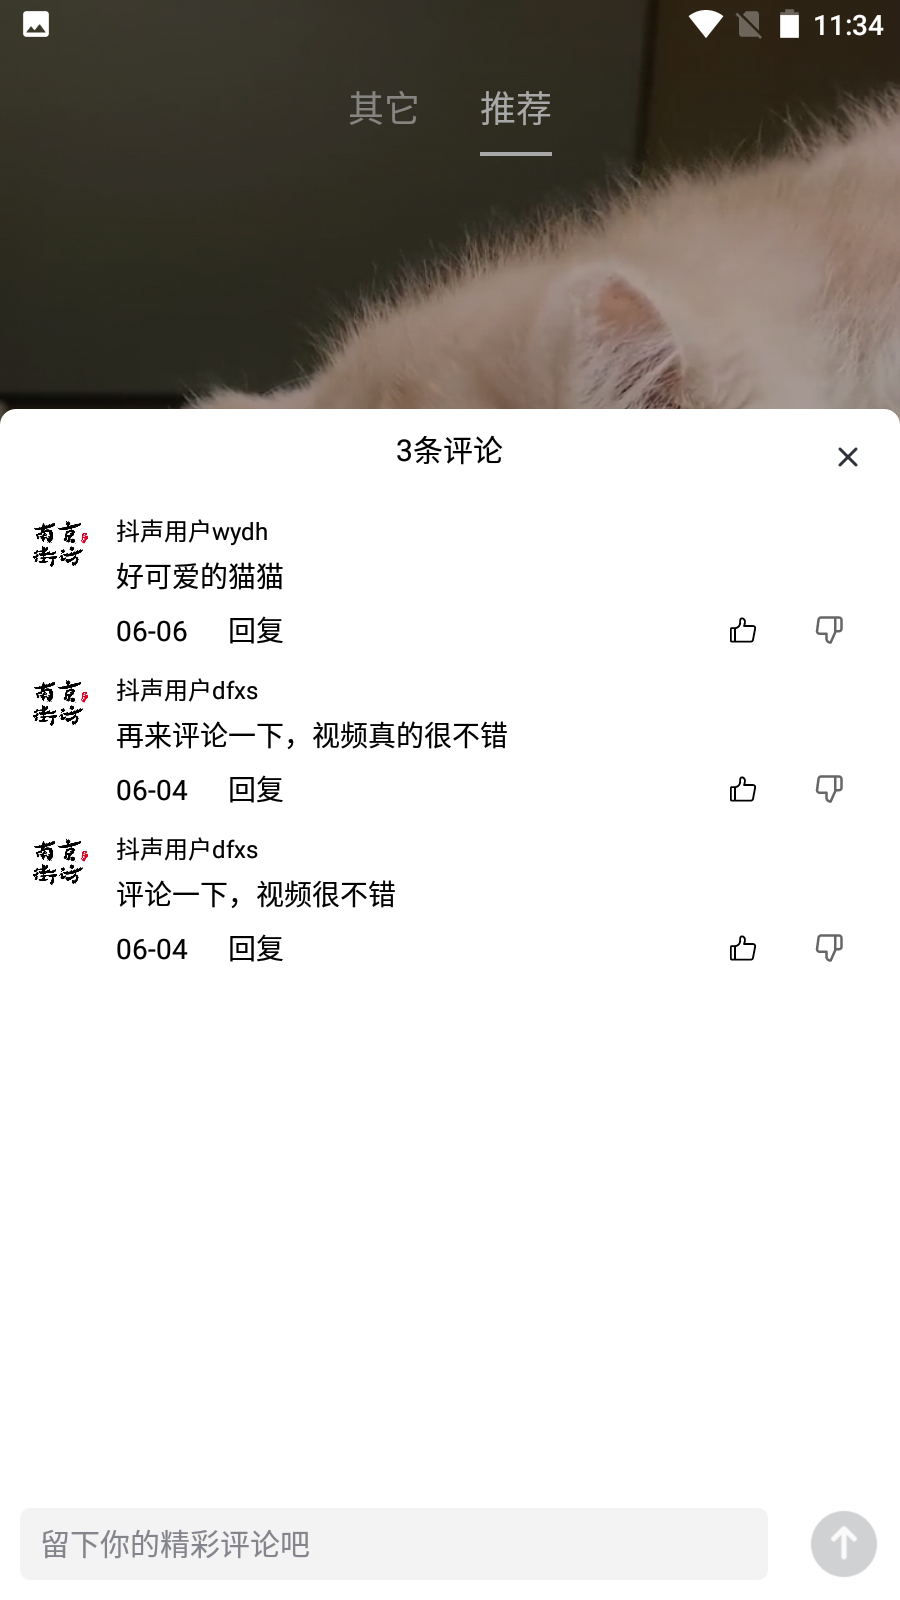 11:34
其它 推荐
3条评论
南京
街访
抖声用户wydh
好可爱的猫猫
06-06 回复
南京
街访
抖声用户dfxs
再来评论一下，视频真的很不错
06-04 回复
南京
街访
抖声用户dfxs
评论一下，视频很不错
06-04 回复
留下你的精彩评论吧